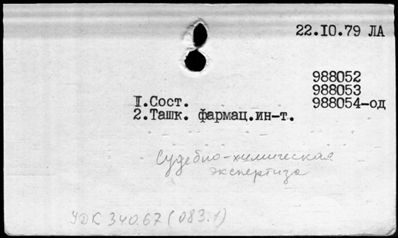 22.10.79 ЛА
988052
988053
I.Сост. 988054-од
2.Ташк. фармац.ин-т.
Судебно-химическая
экспертиза
УДК 340.67 (083.1)